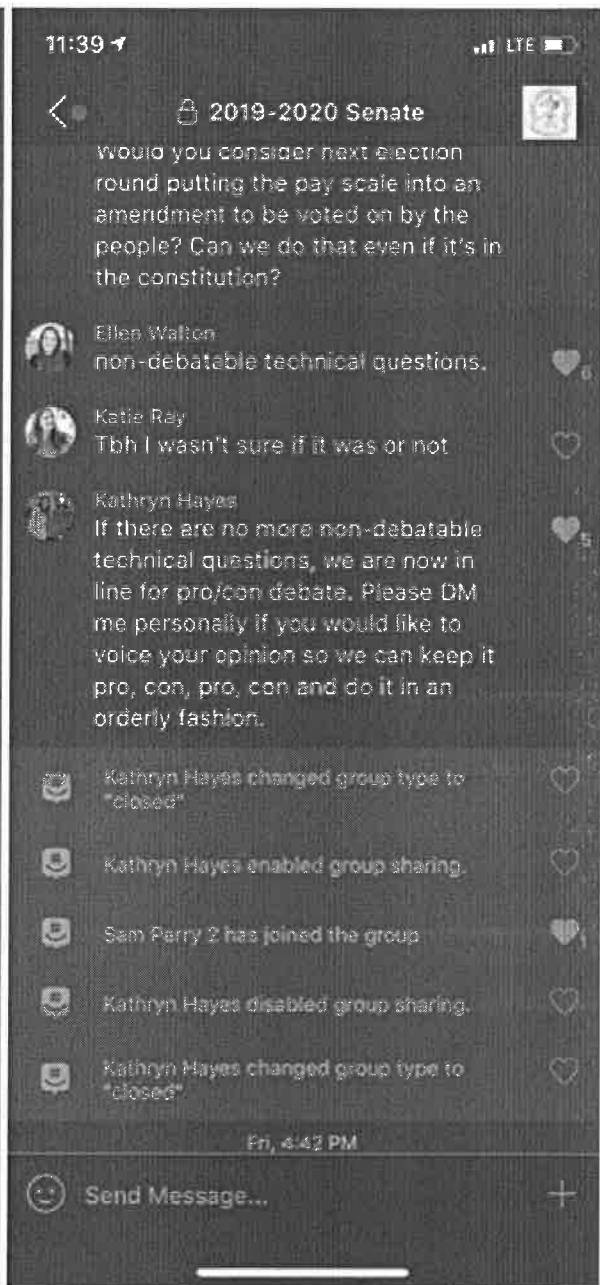 11:39
LTE
2019-2020 Senate
Would you consider next election
round putting the pay scale into an
amendment to be voted on by the
people? Can we do that even if it's in
the constitution?
Ellen Walton
non-debatable technical questions.
6
Katie Ray
Tbh I wasn't sure if it was or not
Kathryn Hayes
If there are no more non-debatable
technical questions, we are now in
line for pro/con debate. Please DM
me personally if you would like to
voice your opinion so we can keep it
pro, con, pro, con and do it in an
orderly fashion.
5
Kathryn Hayes changed group type to
"closed"
Kathryn Hayes enabled group sharing.
Sam Perry 2 has joined the group
1
Kathryn Hayes disabled group sharing.
Kathryn Hayes changed group type to
"closed"
Fri, 4:42 PM
Send Message...